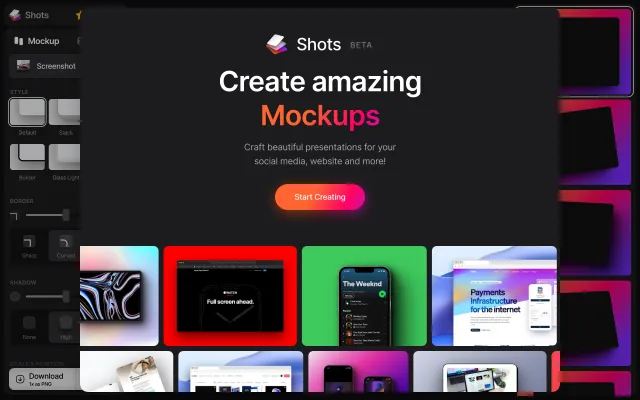 Shots
Mockup
Screenshot
STYLE
Default
Stack
Border
Glass Light
BORDER
Sharp
Curved
SHADOW
None
High
Download
1x as PNG
Shots BETA
Create amazing
Mockups
Craft beautiful presentations for your
social media, website and more!
Start Creating
Full screen ahead.
The Weeknd
Payments
Infrastructure
for the internet